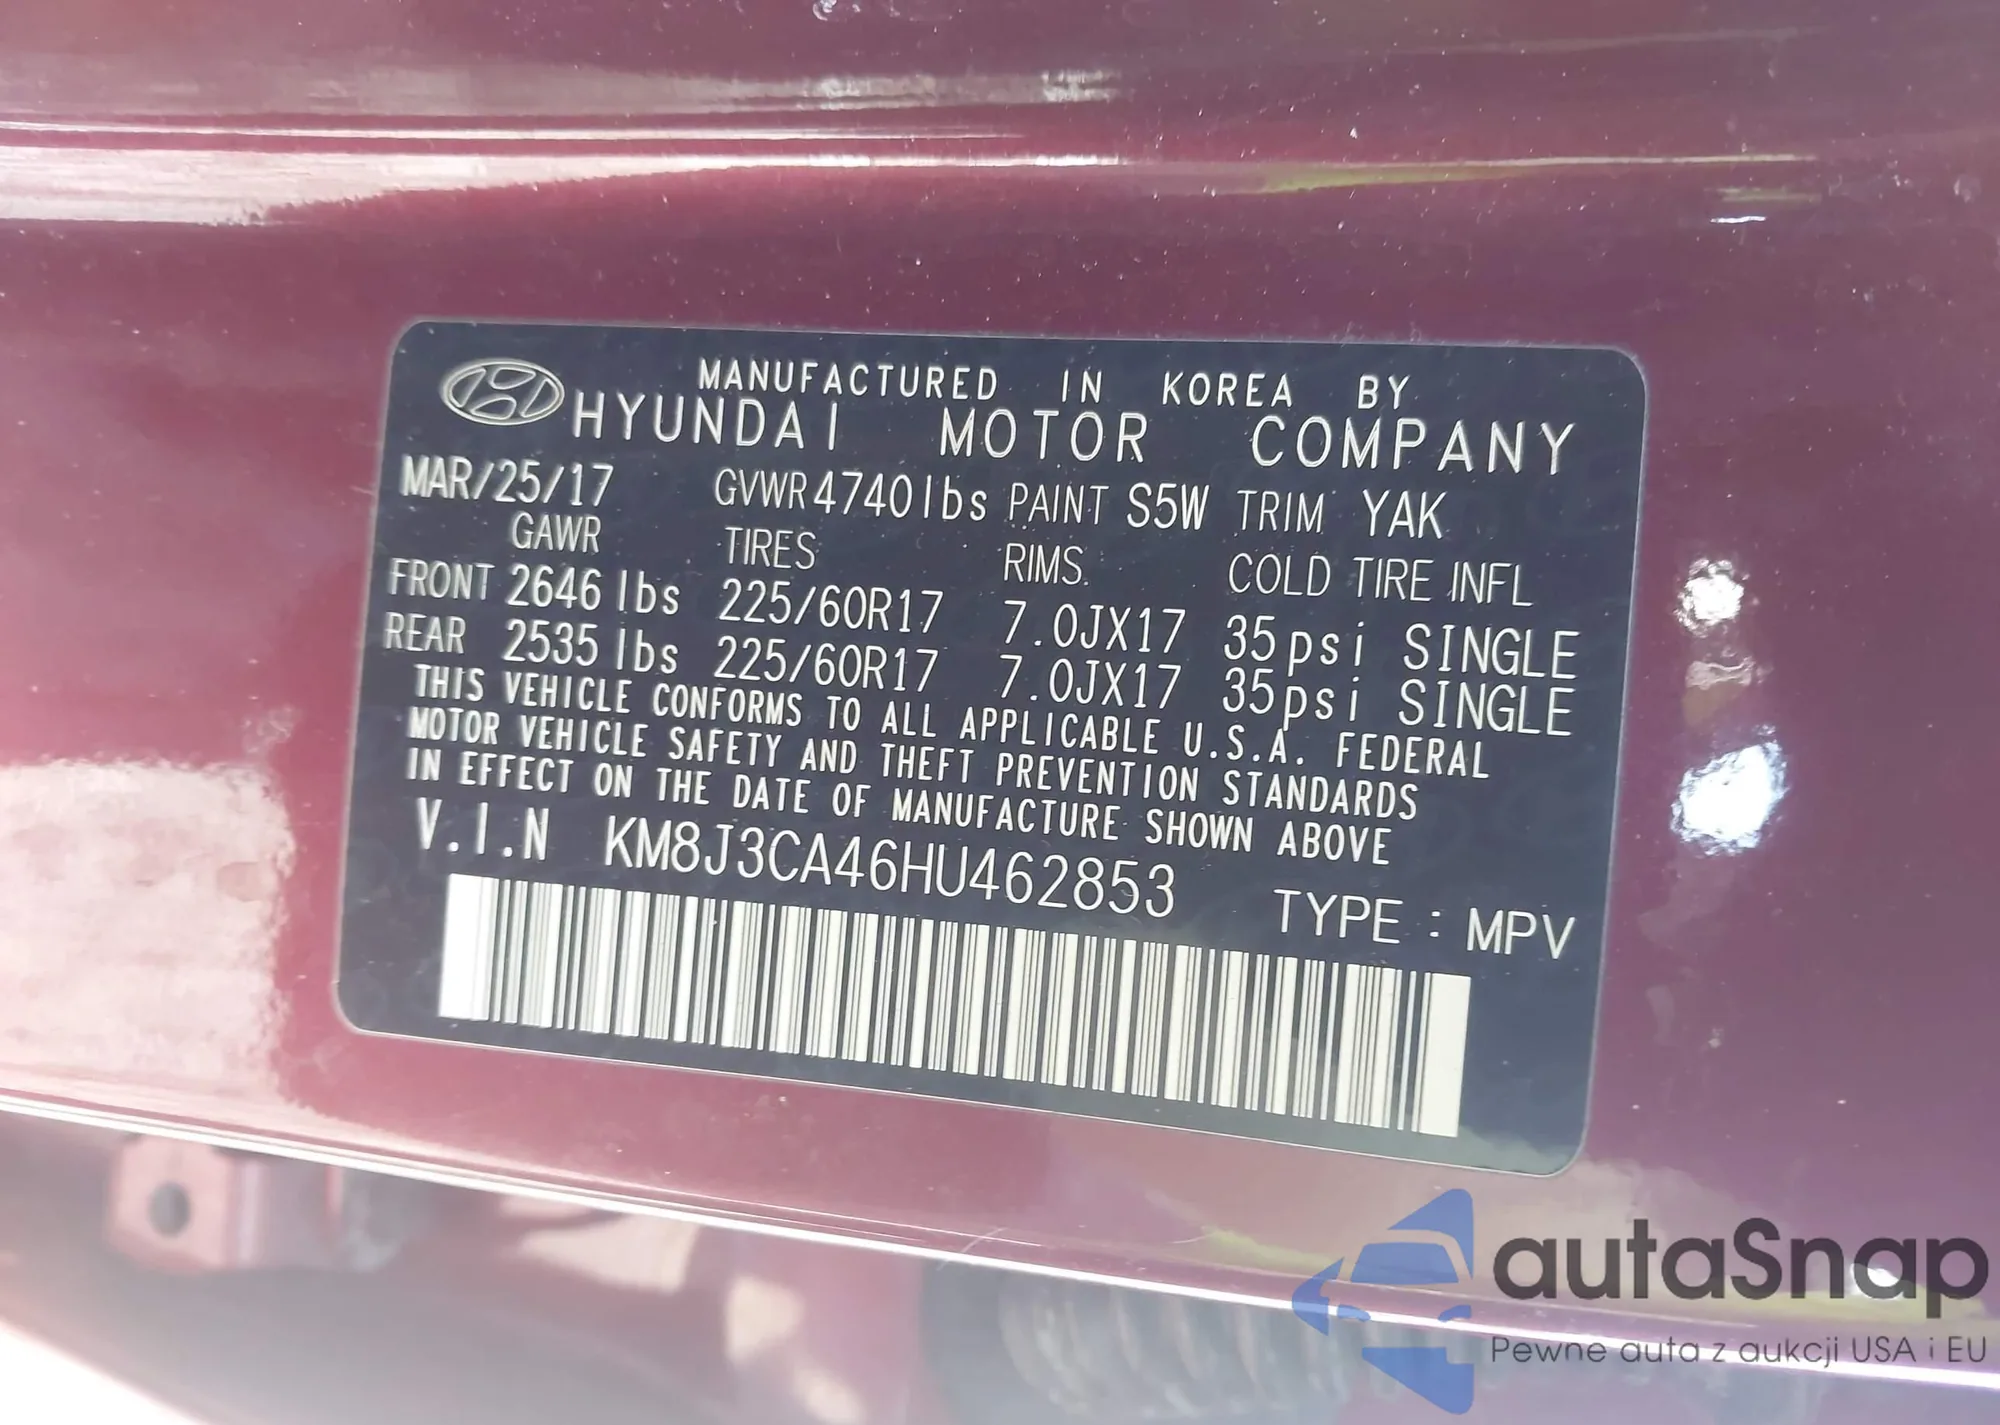 MANUFACTURED IN KOREA BY
HYUNDAI MOTOR COMPANY
MAR/25/17 GVWR 4740lbs PAINT S5W TRIM YAK
GAWR TIRES RIMS. COLD TIRE INFL
FRONT 2646 lbs 225/60R17 7.0JX17 35psi SINGLE
REAR 2535 lbs 225/60R17 7.0JX17 35psi SINGLE
THIS VEHICLE CONFORMS TO ALL APPLICABLE U.S.A. FEDERAL
MOTOR VEHICLE SAFETY AND THEFT PREVENTION STANDARDS
IN EFFECT ON THE DATE OF MANUFACTURE SHOWN ABOVE
V.I.N KM8J3CA46HU462853 TYPE : MPV
autaSnap
Pewne auta z aukcji USA i EU